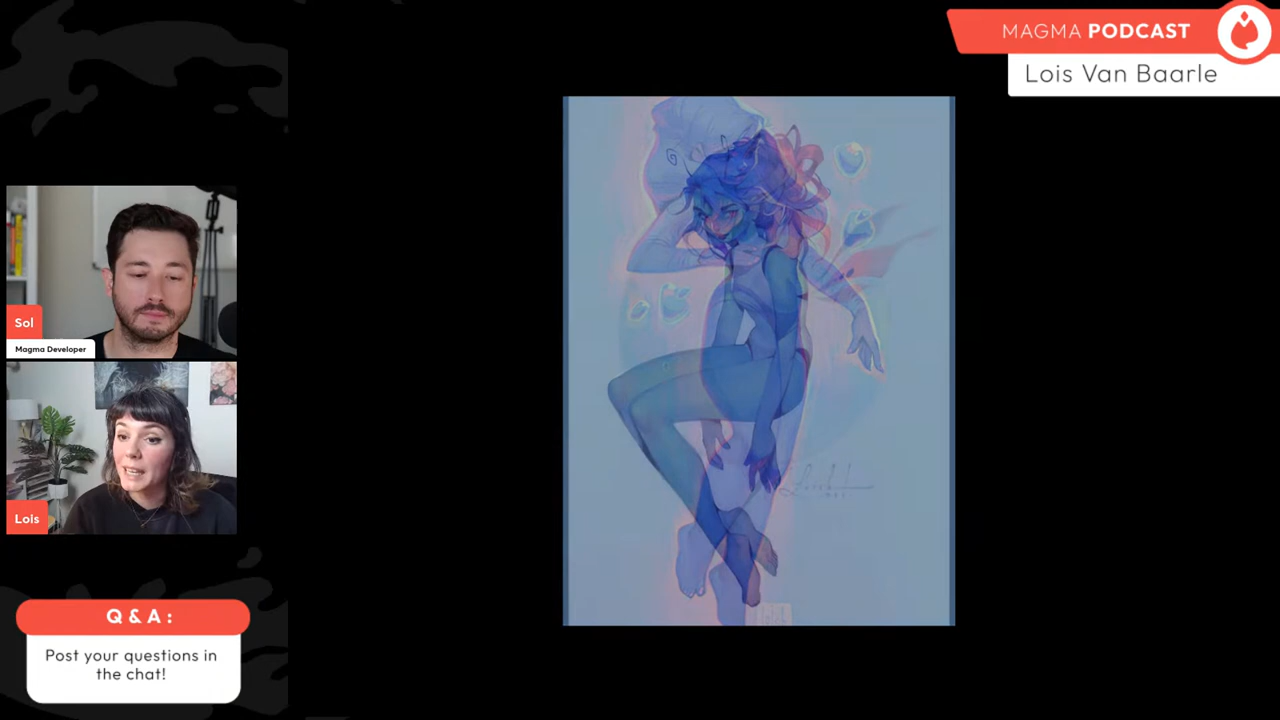 MAGMA PODCAST
Lois Van Baarle
Sol
Magma Developer
Lois
Q & A :
Post your questions in
the chat!